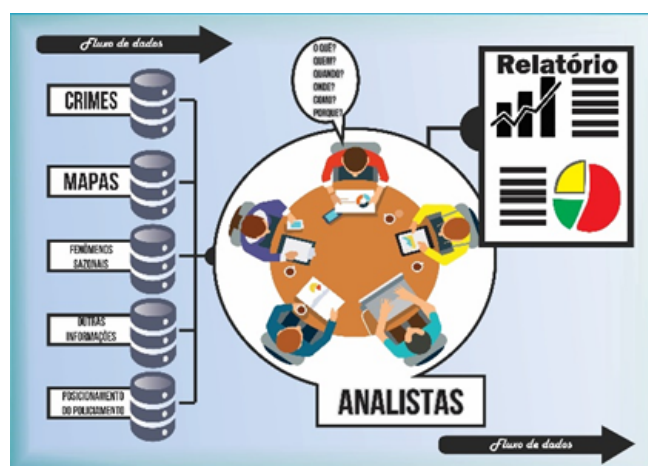 Fluxo de dados
CRIMES
MAPAS
FENÔMENOS
SAZONAIS
OUTRAS
INFORMAÇÕES
POSICIONAMENTO
DO POLICIAMENTO
O QUÊ?
QUEM?
QUANDO?
ONDE?
COMO?
PORQUE?
ANALISTAS
Relatório
Fluxo de dados